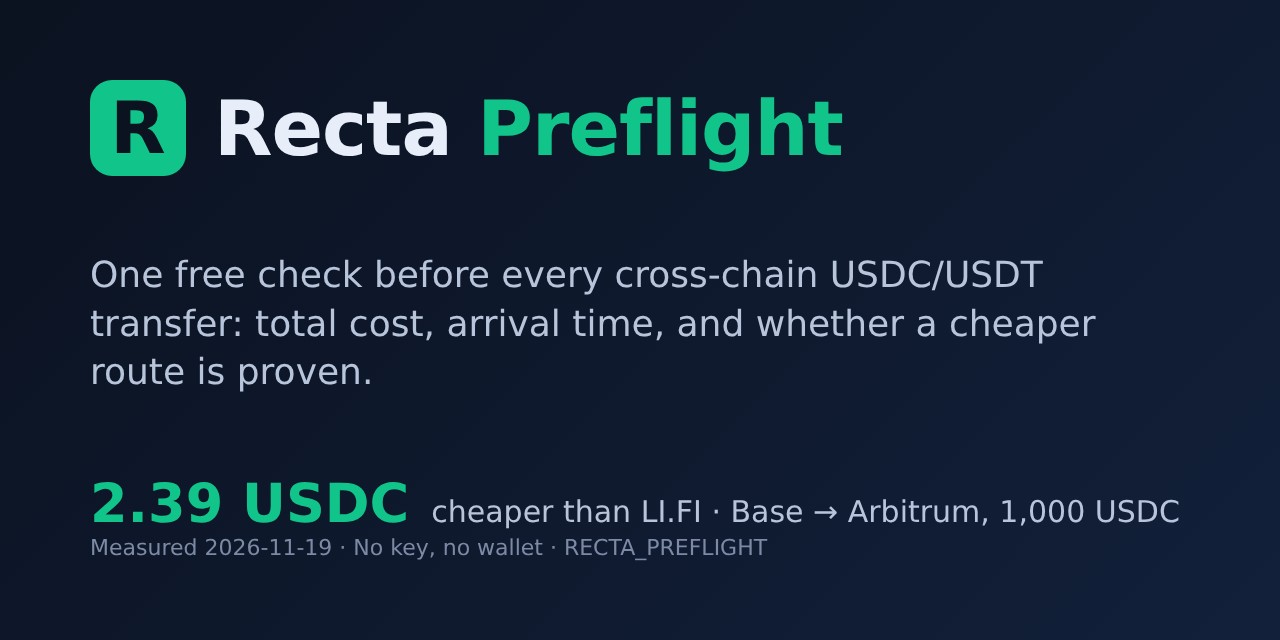 R Recta Preflight
One free check before every cross-chain USDC/USDT
transfer: total cost, arrival time, and whether a cheaper
route is proven.
2.39 USDC cheaper than LI.FI · Base → Arbitrum, 1,000 USDC
Measured 2026-11-19 · No key, no wallet · RECTA_PREFLIGHT